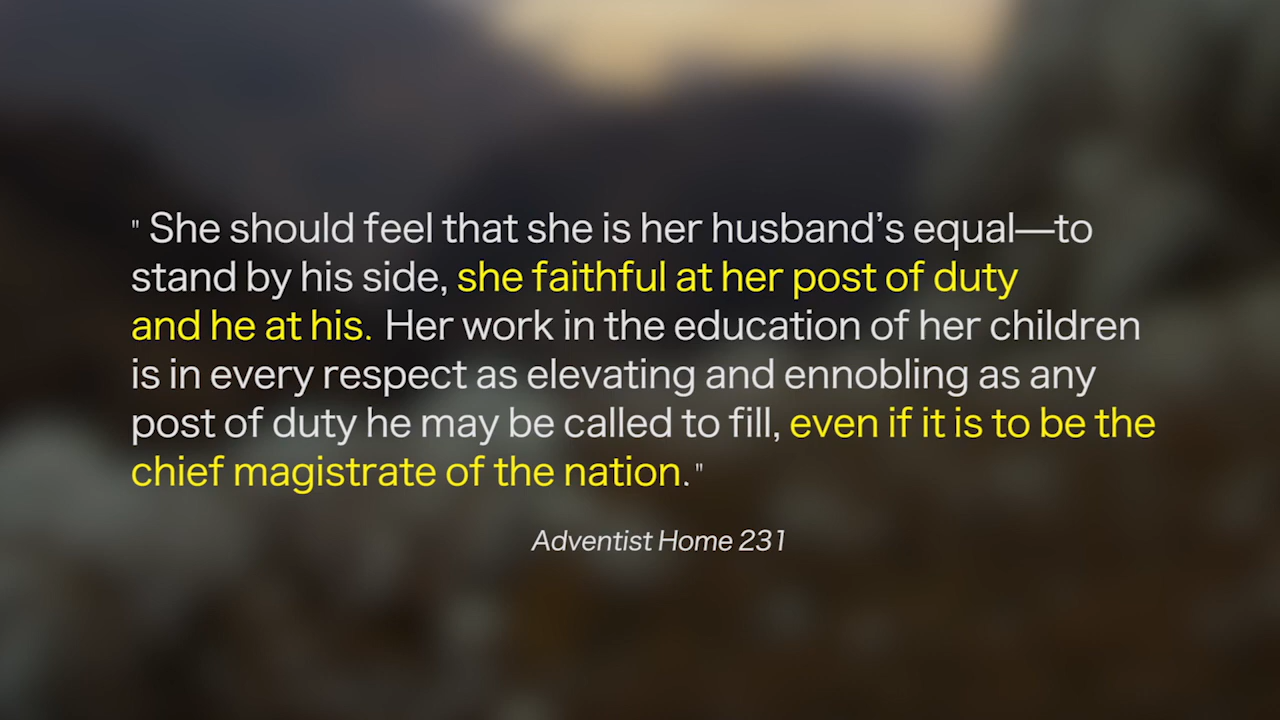 " She should feel that she is her husband’s equal—to
stand by his side, she faithful at her post of duty
and he at his. Her work in the education of her children
is in every respect as elevating and ennobling as any
post of duty he may be called to fill, even if it is to be the
chief magistrate of the nation."
Adventist Home 231